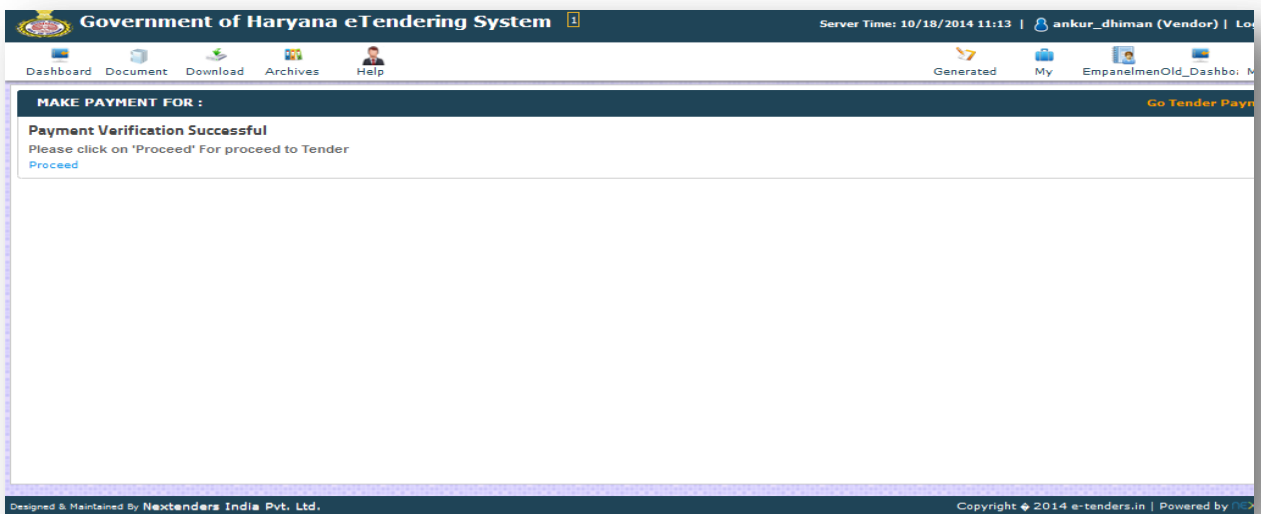 Government of Haryana eTendering System 1
Server Time: 10/18/2014 11:13 | ankur_dhiman (Vendor) | Log
Dashboard Document Download Archives Help Generated My EmpanelmenOld_Dashbo:
MAKE PAYMENT FOR : Go Tender Paym
Payment Verification Successful
Please click on 'Proceed' For proceed to Tender
Proceed
Designed & Maintained By Nextenders India Pvt. Ltd.
Copyright � 2014 e-tenders.in | Powered by